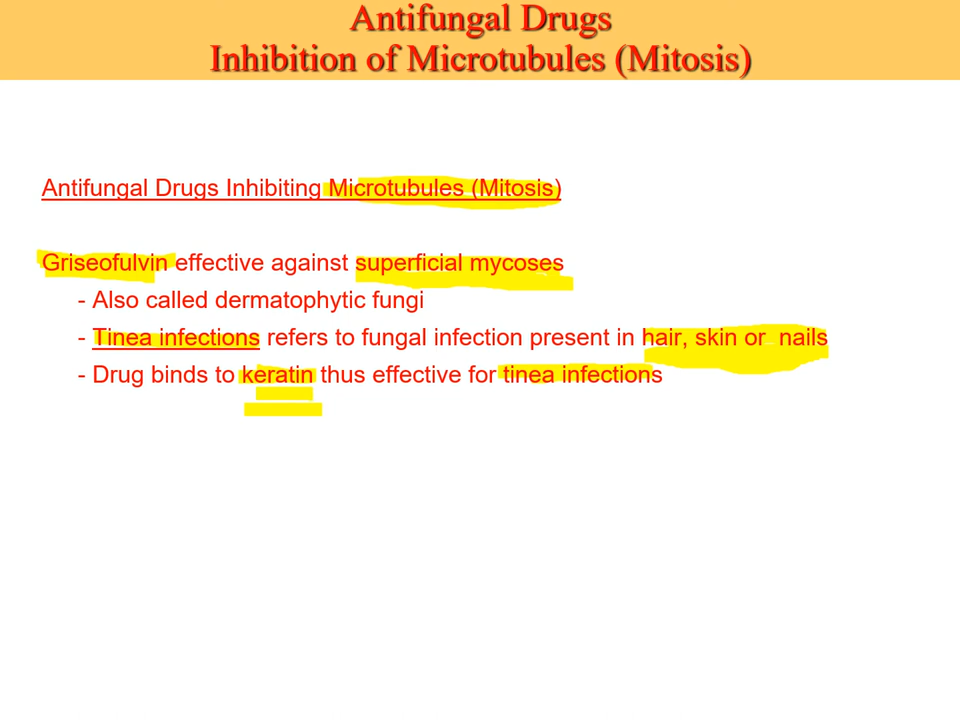 Antifungal Drugs
Inhibition of Microtubules (Mitosis)
Antifungal Drugs Inhibiting Microtubules (Mitosis)
Griseofulvin effective against superficial mycoses
- Also called dermatophytic fungi
- Tinea infections refers to fungal infection present in hair, skin or nails
- Drug binds to keratin thus effective for tinea infections